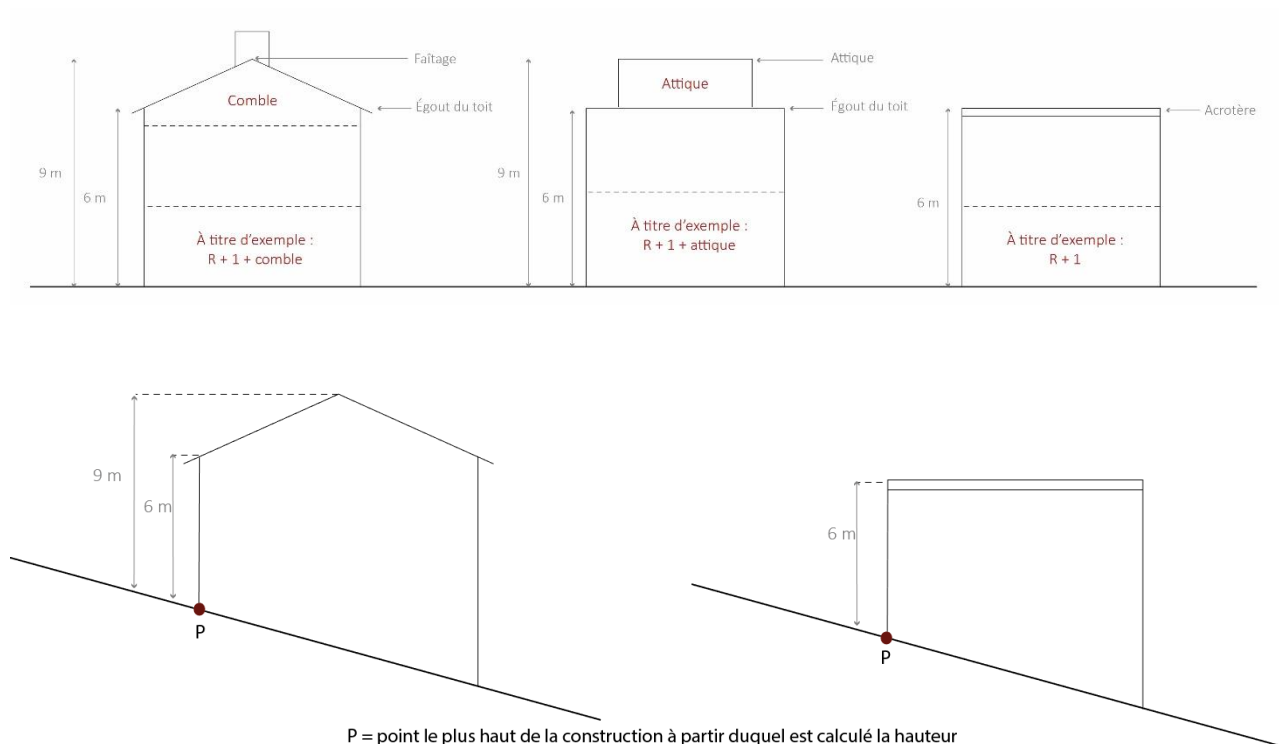 Faîtage
Comble
Égout du toit
9 m
6 m
À titre d'exemple :
R + 1 + comble
Attique
Attique
Égout du toit
9 m
6 m
À titre d'exemple :
R + 1 + attique
Acrotère
6 m
À titre d'exemple :
R + 1
9 m
6 m
P
6 m
P
P = point le plus haut de la construction à partir duquel est calculé la hauteur